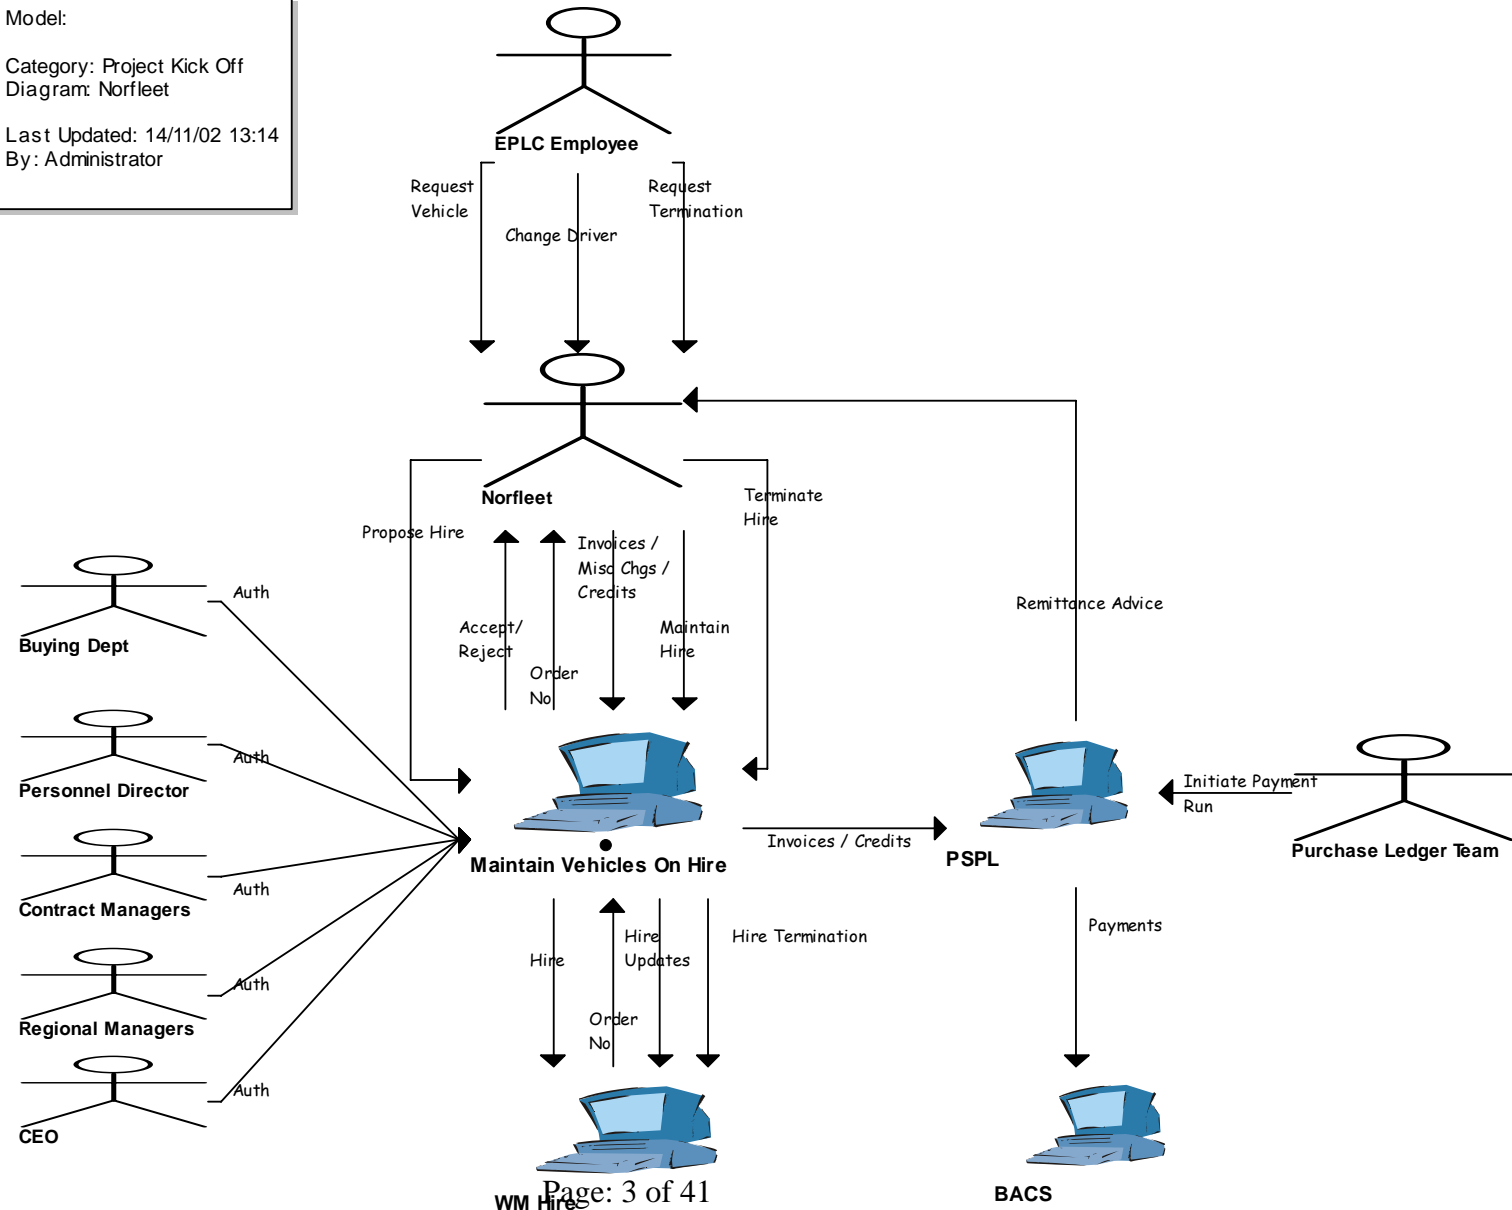 Model:
Category: Project Kick Off
Diagram: Norfleet
Last Updated: 14/11/02 13:14
By: Administrator
EPLC Employee
Request
Vehicle
Change Driver
Request
Termination
Norfleet
Propose Hire
Terminate
Hire
Invoices /
Misc Chgs /
Credits
Accept/
Reject
Order
No
Maintain
Hire
Remittance Advice
Auth
Buying Dept
Auth
Personnel Director
Auth
Contract Managers
Auth
Regional Managers
Auth
CEO
Maintain Vehicles On Hire
Invoices / Credits
PSPL
Initiate Payment
Run
Purchase Ledger Team
Hire
Order
No
Hire
Updates
Hire Termination
Payments
WM Hire
BACS
Page: 3 of 41